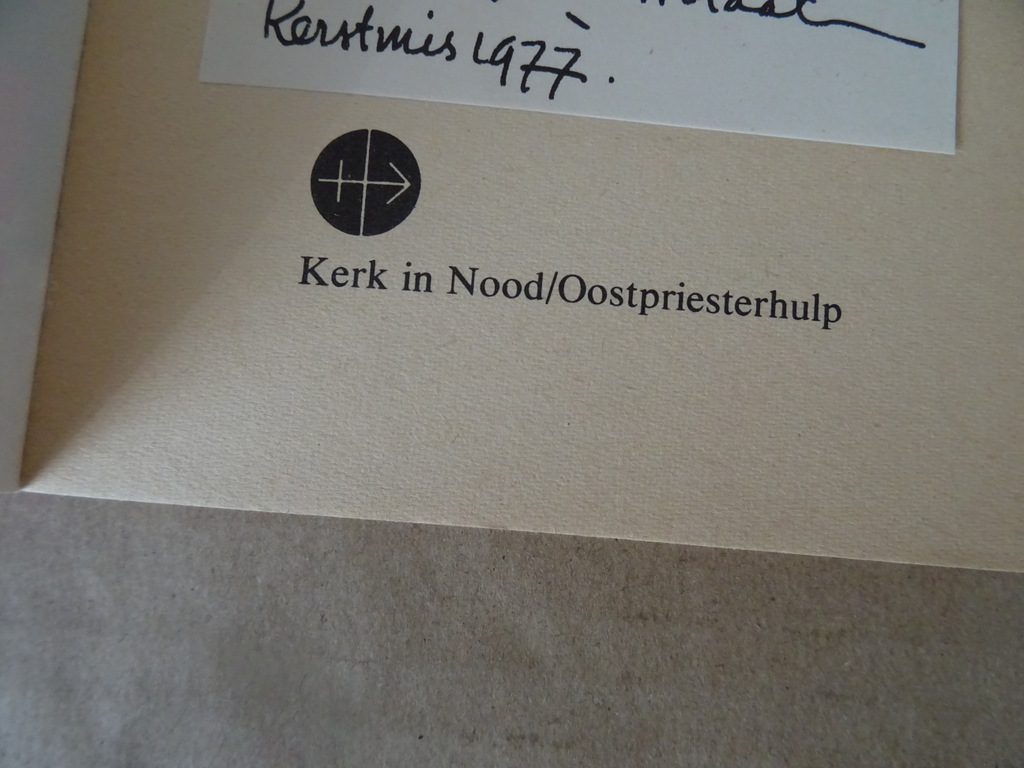 Kerstmis 1977.
Kerk in Nood/Oostpriesterhulp